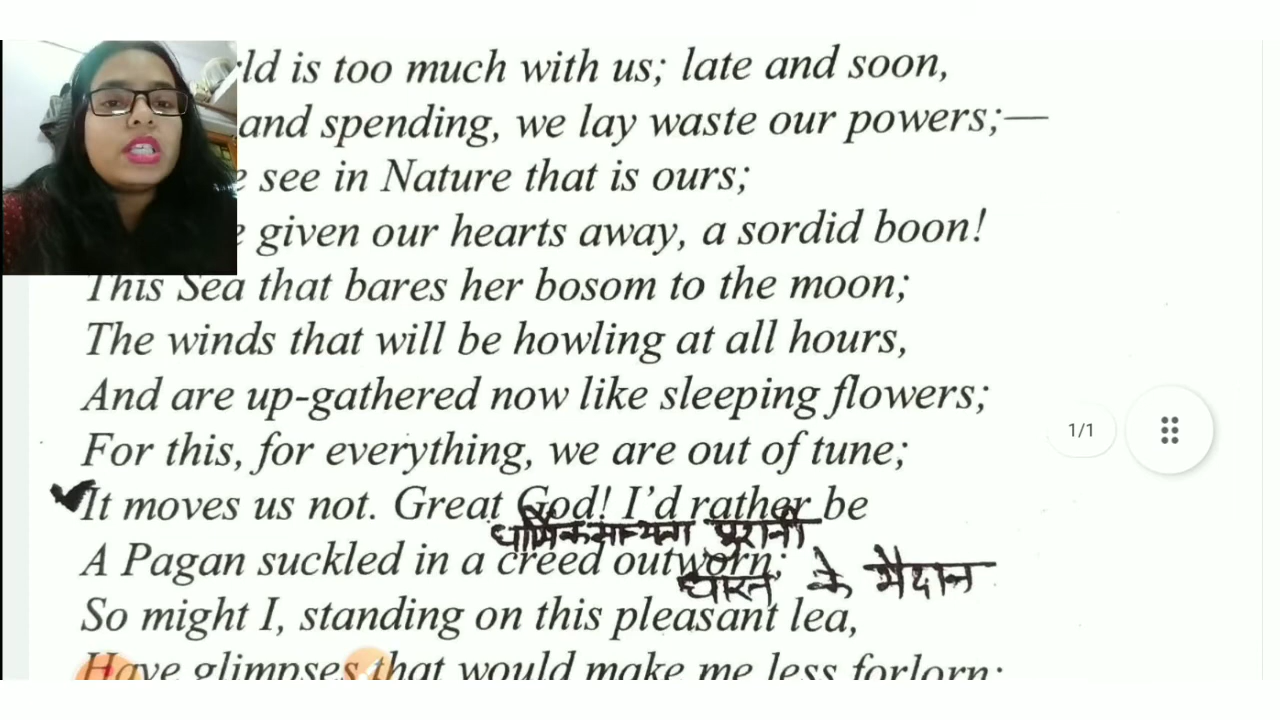 rld is too much with us; late and soon,
and spending, we lay waste our powers;—
e see in Nature that is ours;
e given our hearts away, a sordid boon!
This Sea that bares her bosom to the moon;
The winds that will be howling at all hours,
And are up-gathered now like sleeping flowers;
For this, for everything, we are out of tune;
1/1
It moves us not. Great God! I'd rather be
धार्मिक मान्यता पुरानी
A Pagan suckled in a creed outworn;
घास के मैदान
So might I, standing on this pleasant lea,
Have glimpses that would make me less forlorn;